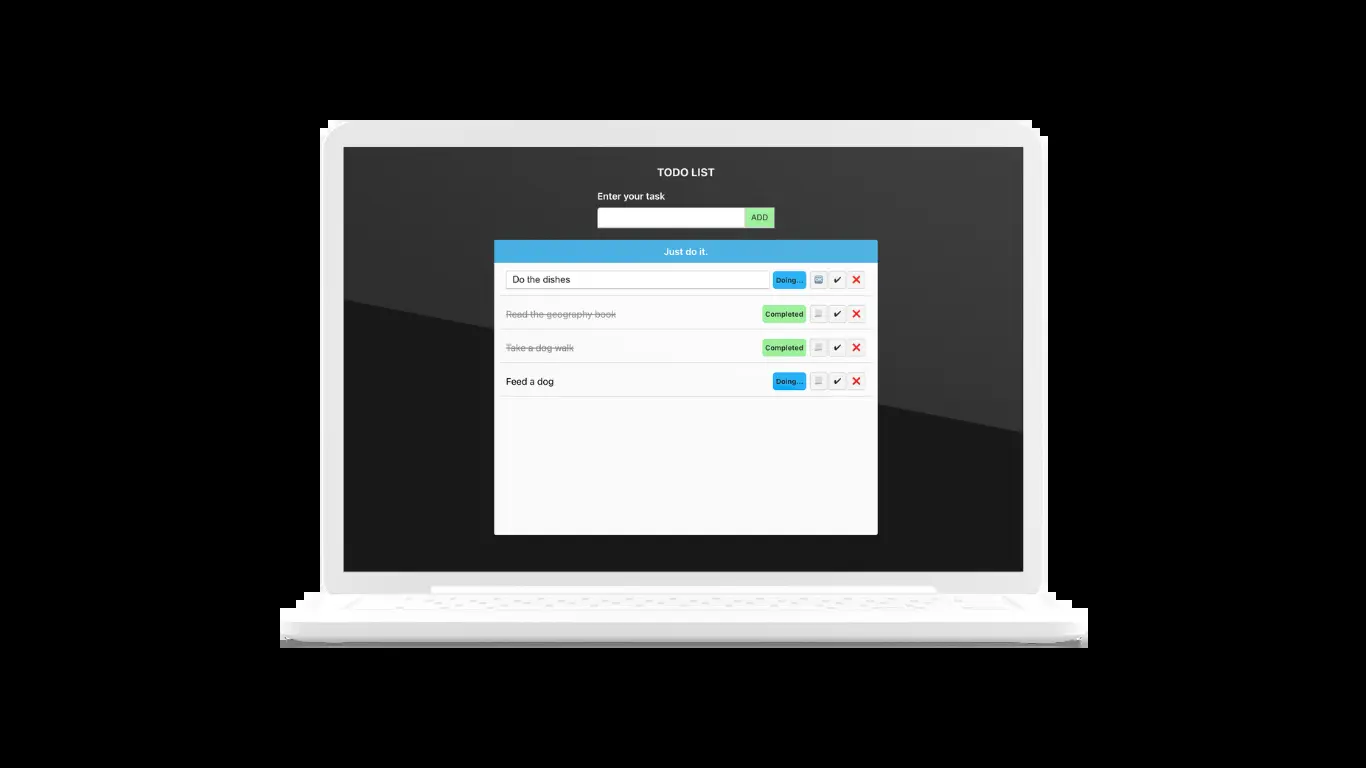 TODO LIST
Enter your task
ADD
Just do it.
Do the dishes Doing...
Read the geography book Completed
Take a dog walk Completed
Feed a dog Doing...